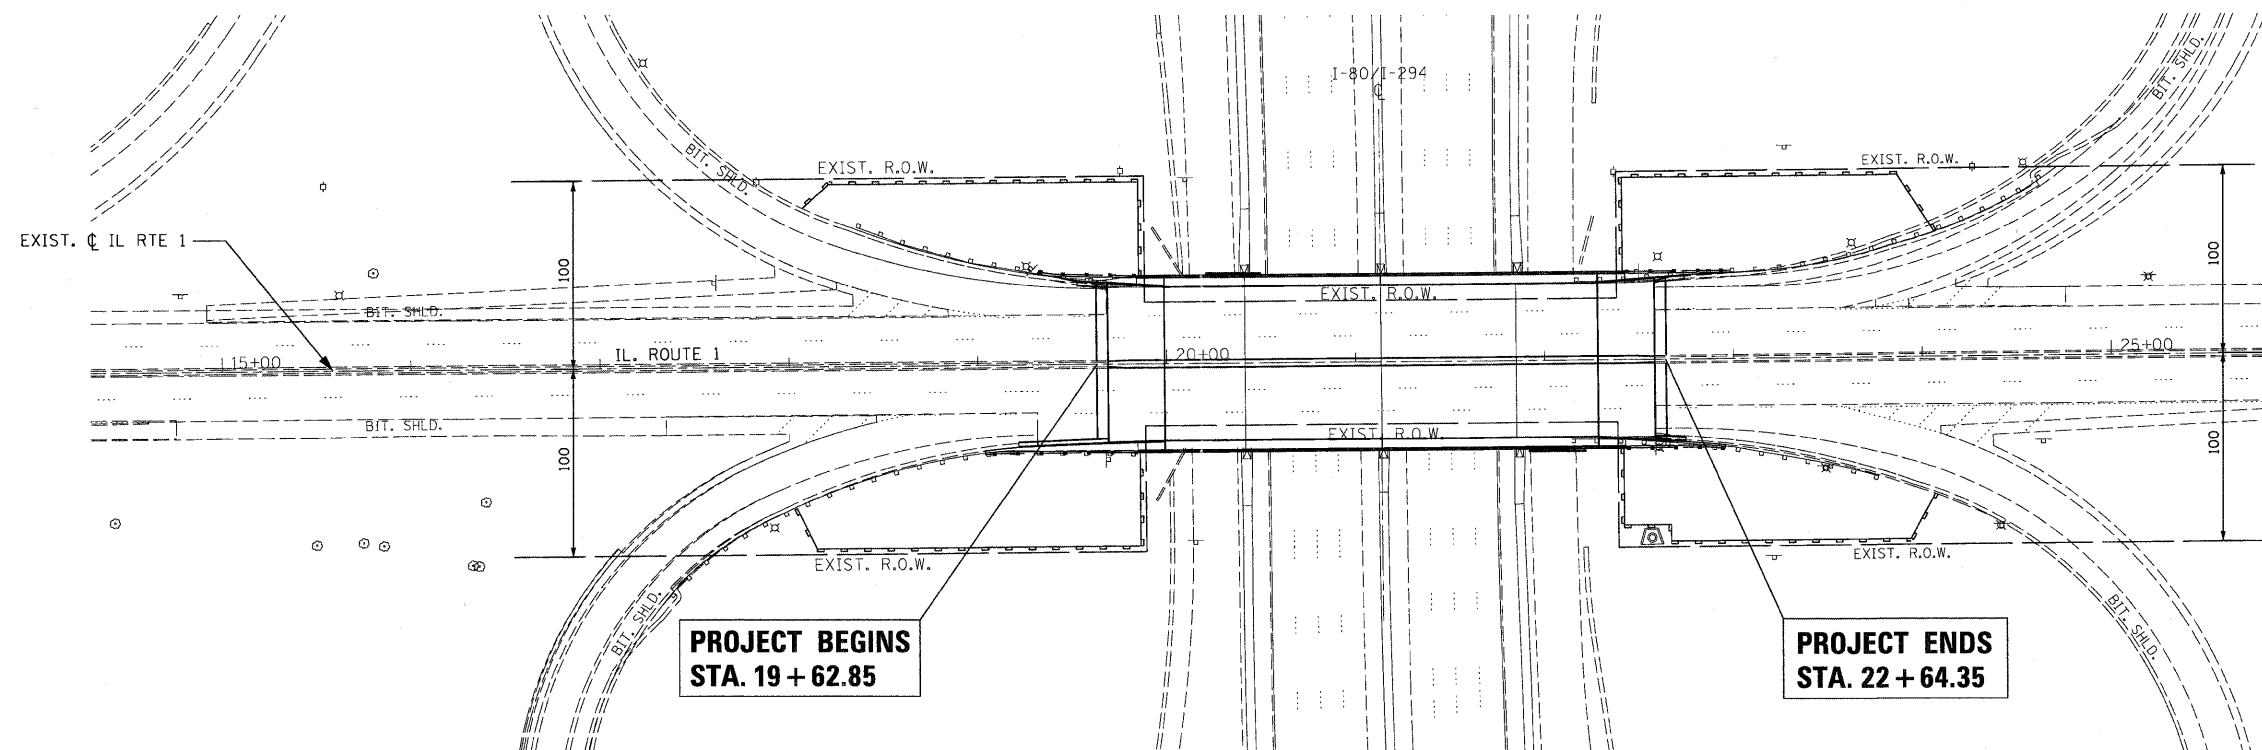 I-80/I-294
℄
BIT. SHLD.
BIT. SHLD.
EXIST. R.O.W.
EXIST. R.O.W.
EXIST. ℄ IL RTE 1
100
100
EXIST. R.O.W.
BIT. SHLD.
IL. ROUTE 1
15+00
20+00
25+00
BIT. SHLD.
EXIST. R.O.W.
100
100
EXIST. R.O.W.
EXIST. R.O.W.
BIT. SHLD.
BIT. SHLD.
PROJECT BEGINS
STA. 19+62.85
PROJECT ENDS
STA. 22+64.35